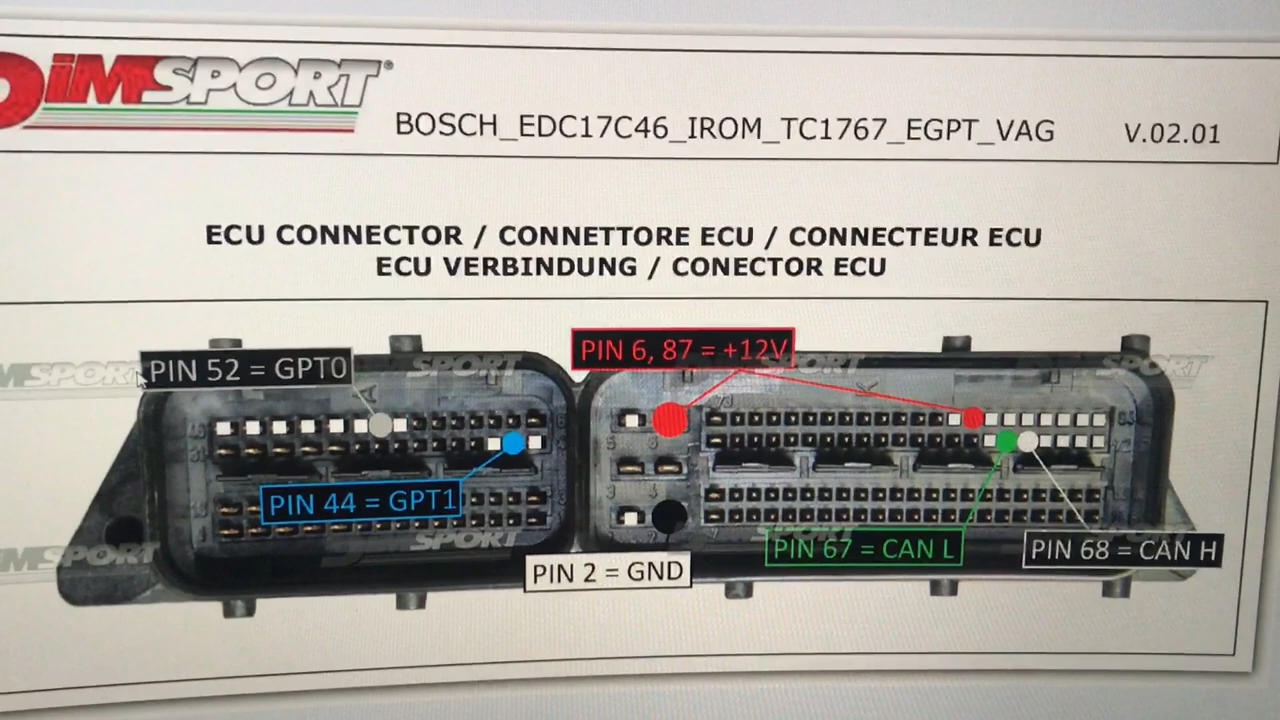 DIMSPORT
BOSCH_EDC17C46_IROM_TC1767_EGPT_VAG V.02.01
ECU CONNECTOR / CONNETTORE ECU / CONNECTEUR ECU
ECU VERBINDUNG / CONECTOR ECU
PIN 52 = GPT0
PIN 6, 87 = +12V
PIN 44 = GPT1
PIN 2 = GND
PIN 67 = CAN L
PIN 68 = CAN H